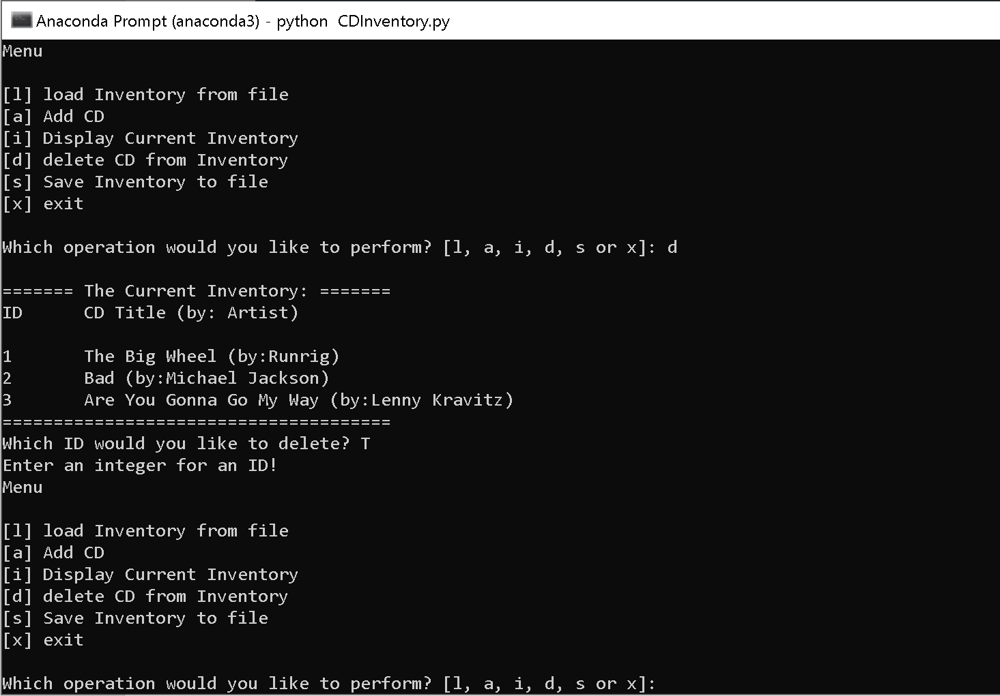 Anaconda Prompt (anaconda3) - python  CDInventory.py
Menu
[l] load Inventory from file
[a] Add CD
[i] Display Current Inventory
[d] delete CD from Inventory
[s] Save Inventory to file
[x] exit
Which operation would you like to perform? [l, a, i, d, s or x]: d
======= The Current Inventory: =======
ID      CD Title (by: Artist)
1       The Big Wheel (by:Runrig)
2       Bad (by:Michael Jackson)
3       Are You Gonna Go My Way (by:Lenny Kravitz)
======================================
Which ID would you like to delete? T
Enter an integer for an ID!
Menu
[l] load Inventory from file
[a] Add CD
[i] Display Current Inventory
[d] delete CD from Inventory
[s] Save Inventory to file
[x] exit
Which operation would you like to perform? [l, a, i, d, s or x]: